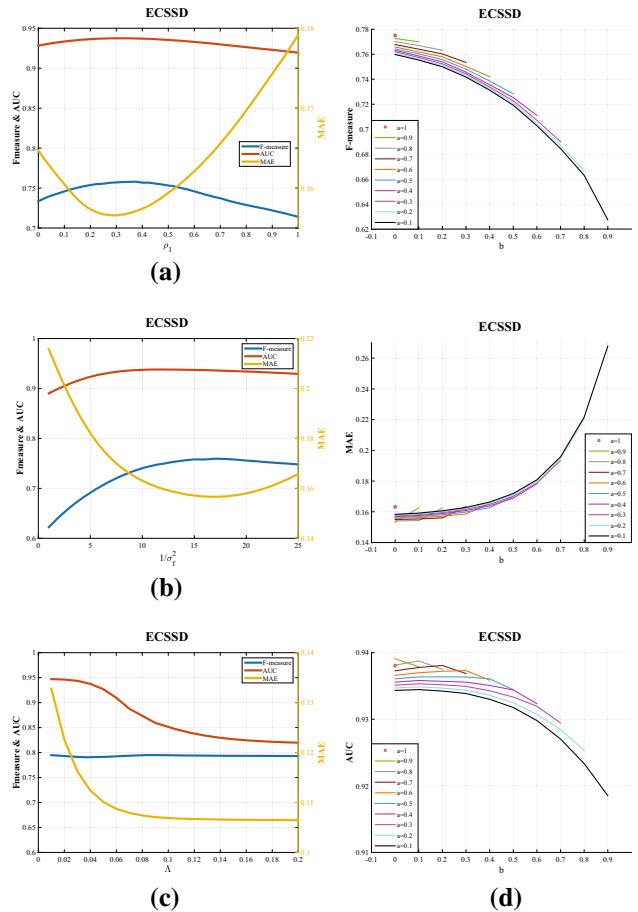 ECSSD
1
0.95
0.9
0.85
0.8
0.75
0.7
Fmeasure & AUC
0.18
0.17
0.16
MAE
F-measure
AUC
MAE
0 0.1 0.2 0.3 0.4 0.5 0.6 0.7 0.8 0.9 1
ρ1
(a)
ECSSD
0.78
0.76
0.74
0.72
0.7
0.68
0.66
0.64
0.62
F-measure
a=1
a=0.9
a=0.8
a=0.7
a=0.6
a=0.5
a=0.4
a=0.3
a=0.2
a=0.1
-0.1 0 0.1 0.2 0.3 0.4 0.5 0.6 0.7 0.8 0.9
b
ECSSD
1
0.9
0.8
0.7
0.6
Fmeasure & AUC
0.22
0.2
0.18
0.16
0.14
MAE
F-measure
AUC
MAE
0 5 10 15 20 25
1/σf2
(b)
ECSSD
0.26
0.24
0.22
0.2
0.18
0.16
0.14
MAE
a=1
a=0.9
a=0.8
a=0.7
a=0.6
a=0.5
a=0.4
a=0.3
a=0.2
a=0.1
-0.1 0 0.1 0.2 0.3 0.4 0.5 0.6 0.7 0.8 0.9
b
ECSSD
1
0.95
0.9
0.85
0.8
0.75
0.7
0.65
0.6
Fmeasure & AUC
0.14
0.13
0.12
0.11
0.1
MAE
F-measure
AUC
MAE
0 0.02 0.04 0.06 0.08 0.1 0.12 0.14 0.16 0.18 0.2
Λ
(c)
ECSSD
0.94
0.93
0.92
0.91
AUC
a=1
a=0.9
a=0.8
a=0.7
a=0.6
a=0.5
a=0.4
a=0.3
a=0.2
a=0.1
-0.1 0 0.1 0.2 0.3 0.4 0.5 0.6 0.7 0.8 0.9
b
(d)